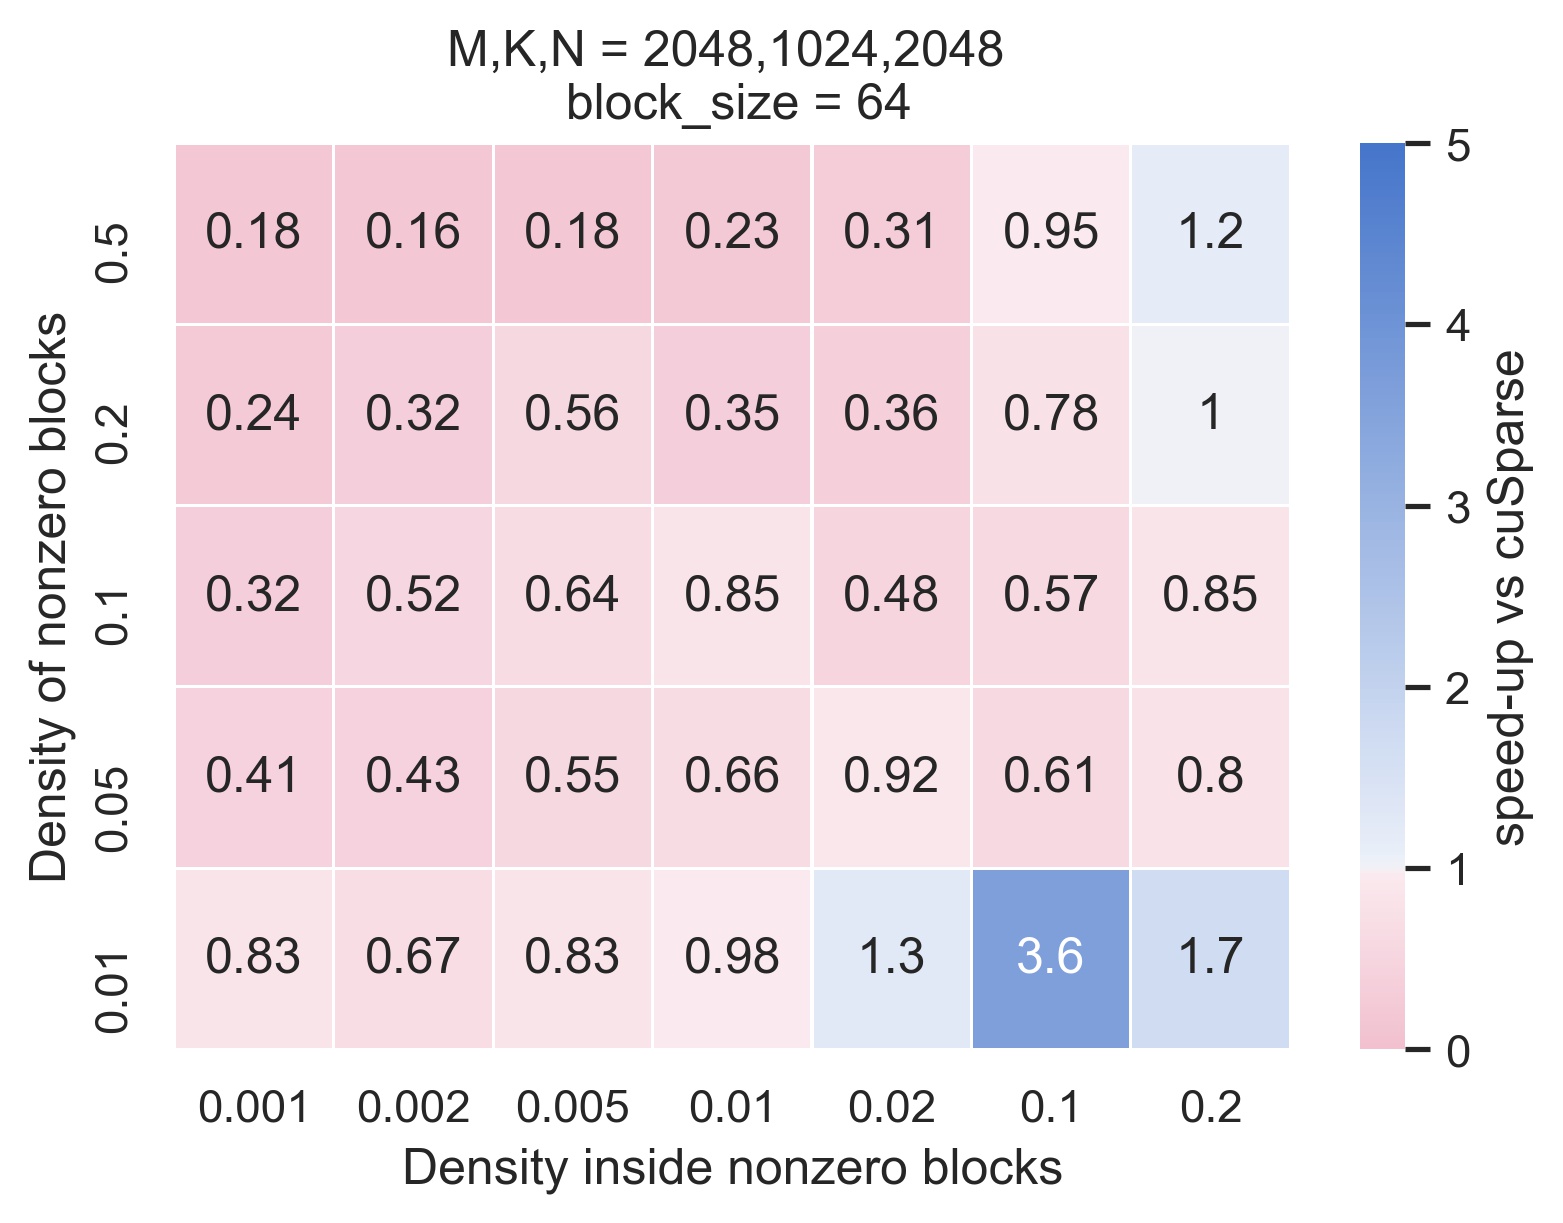 M,K,N = 2048,1024,2048
block_size = 64
Density of nonzero blocks
0.5
0.18 0.16 0.18 0.23 0.31 0.95 1.2
0.2
0.24 0.32 0.56 0.35 0.36 0.78 1
0.1
0.32 0.52 0.64 0.85 0.48 0.57 0.85
0.05
0.41 0.43 0.55 0.66 0.92 0.61 0.8
0.01
0.83 0.67 0.83 0.98 1.3 3.6 1.7
0.001 0.002 0.005 0.01 0.02 0.1 0.2
Density inside nonzero blocks
5
4
3
2
1
0
speed-up vs cuSparse